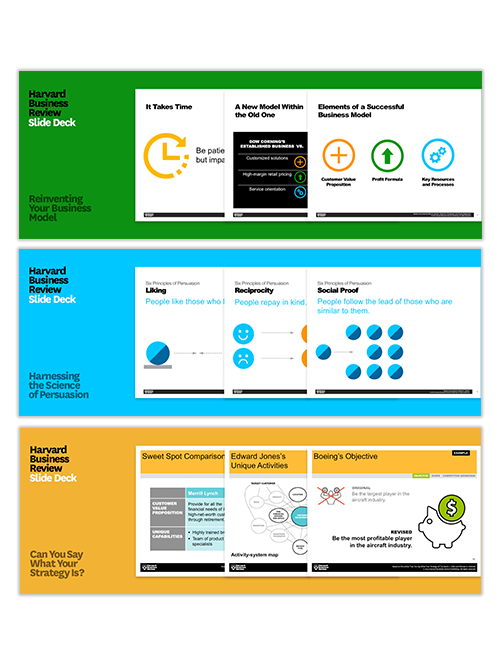 Harvard
Business
Review
Slide Deck
Reinventing
Your Business
Model
It Takes Time
Be patie
but impa
A New Model Within
the Old One
DOW CORNING'S
ESTABLISHED BUSINESS VS.
Customized solutions
High-margin retail pricing
Service orientation
Elements of a Successful
Business Model
Customer Value
Proposition
Profit Formula
Key Resources
and Processes
Harvard
Business
Review
Slide Deck
Harnessing
the Science
of Persuasion
Six Principles of Persuasion
Liking
People like those who l
Six Principles of Persuasion
Reciprocity
People repay in kind.
Six Principles of Persuasion
Social Proof
People follow the lead of those who are
similar to them.
Harvard
Business
Review
Slide Deck
Can You Say
What Your
Strategy Is?
Sweet Spot Comparison
Merrill Lynch
CUSTOMER
VALUE
PROPOSITION
Provide for all the
financial needs of
high-net-worth cus
through retirement.
UNIQUE
CAPABILITIES
Highly trained b
Team of product
specialists
Edward Jones's
Unique Activities
TARGET CUSTOMER
Activity-system map
Boeing's Objective
EXAMPLE
ORIGINAL
Be the largest player in the
aircraft industry.
$
REVISED
Be the most profitable player
in the aircraft industry.